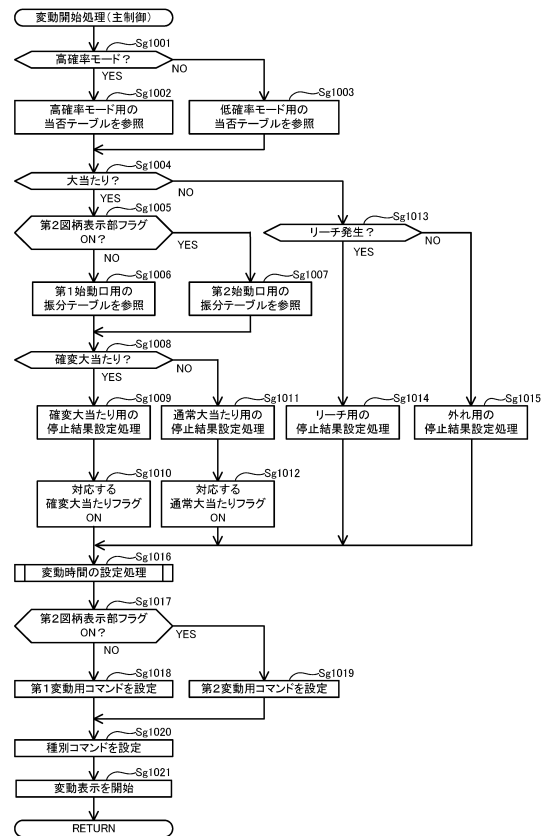 変動開始処理(主制御)
Sg1001
高確率モード?
YES
NO
Sg1002
高確率モード用の
当否テーブルを参照
Sg1003
低確率モード用の
当否テーブルを参照
Sg1004
大当たり?
YES
NO
Sg1005
第2図柄表示部フラグ
ON?
YES
NO
Sg1013
リーチ発生?
YES
NO
Sg1006
第1始動口用の
振分テーブルを参照
Sg1007
第2始動口用の
振分テーブルを参照
Sg1008
確変大当たり?
YES
NO
Sg1009
確変大当たり用の
停止結果設定処理
Sg1011
通常大当たり用の
停止結果設定処理
Sg1014
リーチ用の
停止結果設定処理
Sg1015
外れ用の
停止結果設定処理
Sg1010
対応する
確変大当たりフラグ
ON
Sg1012
対応する
通常大当たりフラグ
ON
Sg1016
変動時間の設定処理
Sg1017
第2図柄表示部フラグ
ON?
YES
NO
Sg1018
第1変動用コマンドを設定
Sg1019
第2変動用コマンドを設定
Sg1020
種別コマンドを設定
Sg1021
変動表示を開始
RETURN